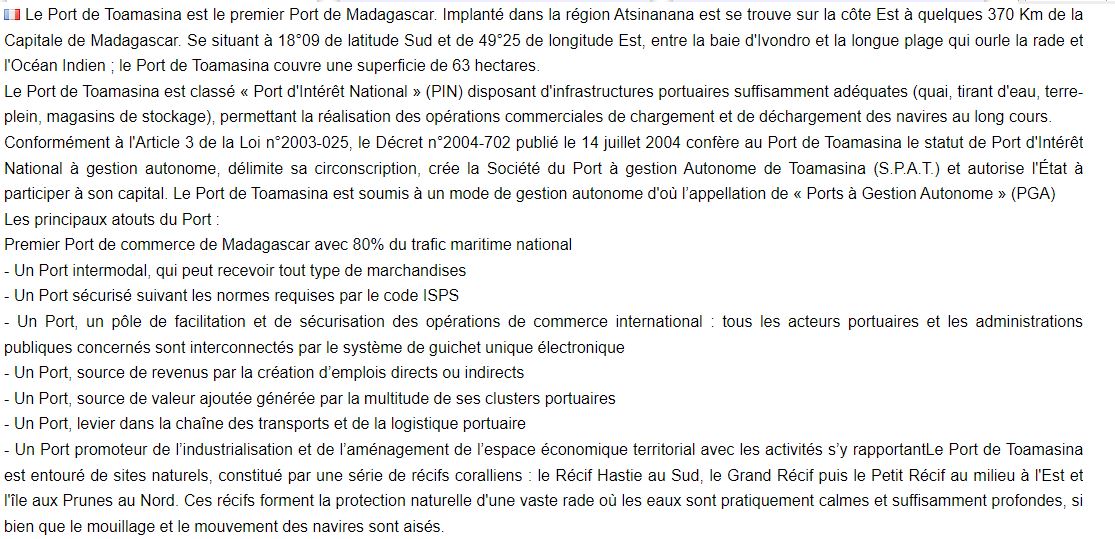 Le Port de Toamasina est le premier Port de Madagascar. Implanté dans la région Atsinanana est se trouve sur la côte Est à quelques 370 Km de la
Capitale de Madagascar. Se situant à 18°09 de latitude Sud et de 49°25 de longitude Est, entre la baie d'Ivondro et la longue plage qui ourle la rade et
l'Océan Indien ; le Port de Toamasina couvre une superficie de 63 hectares.
Le Port de Toamasina est classé « Port d'Intérêt National » (PIN) disposant d'infrastructures portuaires suffisamment adéquates (quai, tirant d'eau, terre-
plein, magasins de stockage), permettant la réalisation des opérations commerciales de chargement et de déchargement des navires au long cours.
Conformément à l'Article 3 de la Loi n°2003-025, le Décret n°2004-702 publié le 14 juillet 2004 confère au Port de Toamasina le statut de Port d'Intérêt
National à gestion autonome, délimite sa circonscription, crée la Société du Port à gestion Autonome de Toamasina (S.P.A.T.) et autorise l'État à
participer à son capital. Le Port de Toamasina est soumis à un mode de gestion autonome d'où l’appellation de « Ports à Gestion Autonome » (PGA)
Les principaux atouts du Port :
Premier Port de commerce de Madagascar avec 80% du trafic maritime national
- Un Port intermodal, qui peut recevoir tout type de marchandises
- Un Port sécurisé suivant les normes requises par le code ISPS
- Un Port, un pôle de facilitation et de sécurisation des opérations de commerce international : tous les acteurs portuaires et les administrations
publiques concernés sont interconnectés par le système de guichet unique électronique
- Un Port, source de revenus par la création d’emplois directs ou indirects
- Un Port, source de valeur ajoutée générée par la multitude de ses clusters portuaires
- Un Port, levier dans la chaîne des transports et de la logistique portuaire
- Un Port promoteur de l’industrialisation et de l’aménagement de l’espace économique territorial avec les activités s’y rapportantLe Port de Toamasina
est entouré de sites naturels, constitué par une série de récifs coralliens : le Récif Hastie au Sud, le Grand Récif puis le Petit Récif au milieu à l'Est et
l'île aux Prunes au Nord. Ces récifs forment la protection naturelle d'une vaste rade où les eaux sont pratiquement calmes et suffisamment profondes, si
bien que le mouillage et le mouvement des navires sont aisés.